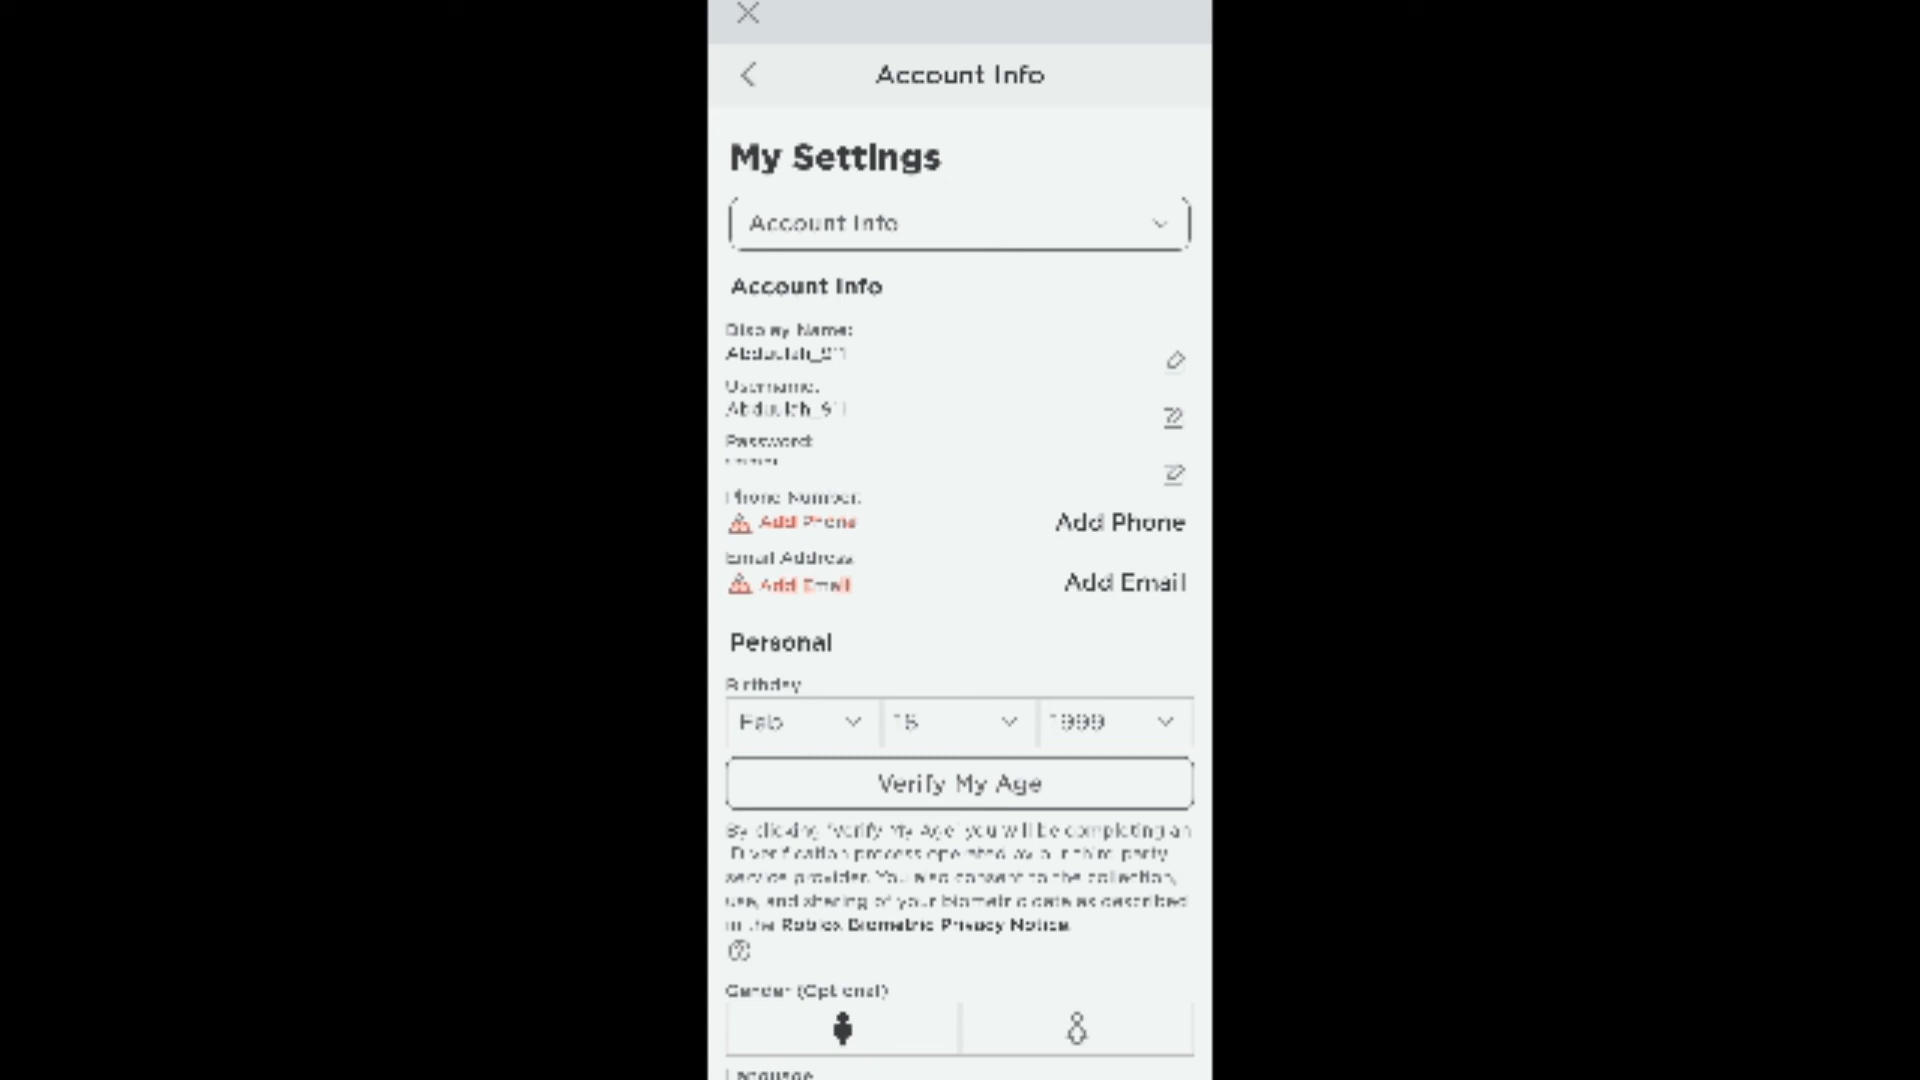 Account Info
My Settings
Account Info
Account Info
Display Name:
Username:
Password:
Phone Number:
Add Phone
Add Phone
Email Address
Add Email
Add Email
Personal
Birthday
Feb
1999
Verify My Age
By clicking "Verify My Age" you will be completing an
ID verification process operated by our third party
service provider. You also consent to the collection,
use, and sharing of your biometric data as described
in the Roblox Biometric Privacy Notice.
Gender (Optional)
Language